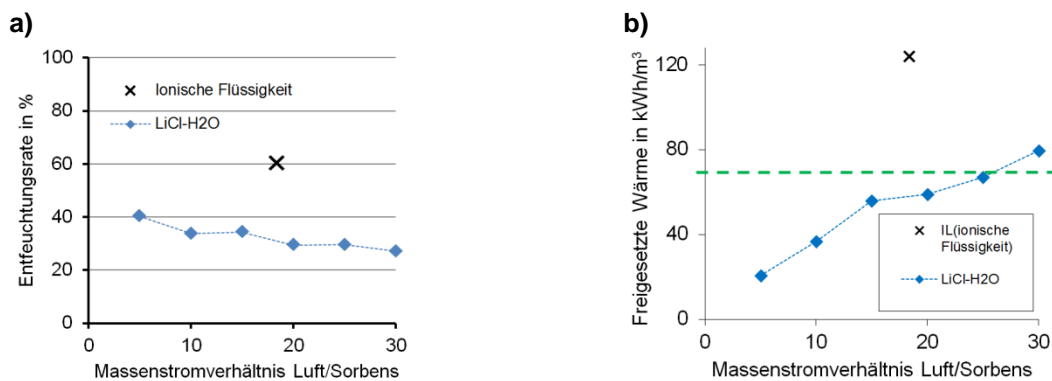 a)
Entfeuchtungsrate in %
100
80
60
40
20
0
Ionische Flüssigkeit
LiCl-H2O
0 10 20 30
Massenstromverhältnis Luft/Sorbens
b)
Freigesetzte Wärme in kWh/m³
120
80
40
0
IL(ionische
Flüssigkeit)
LiCl-H2O
0 10 20 30
Massenstromverhältnis Luft/Sorbens